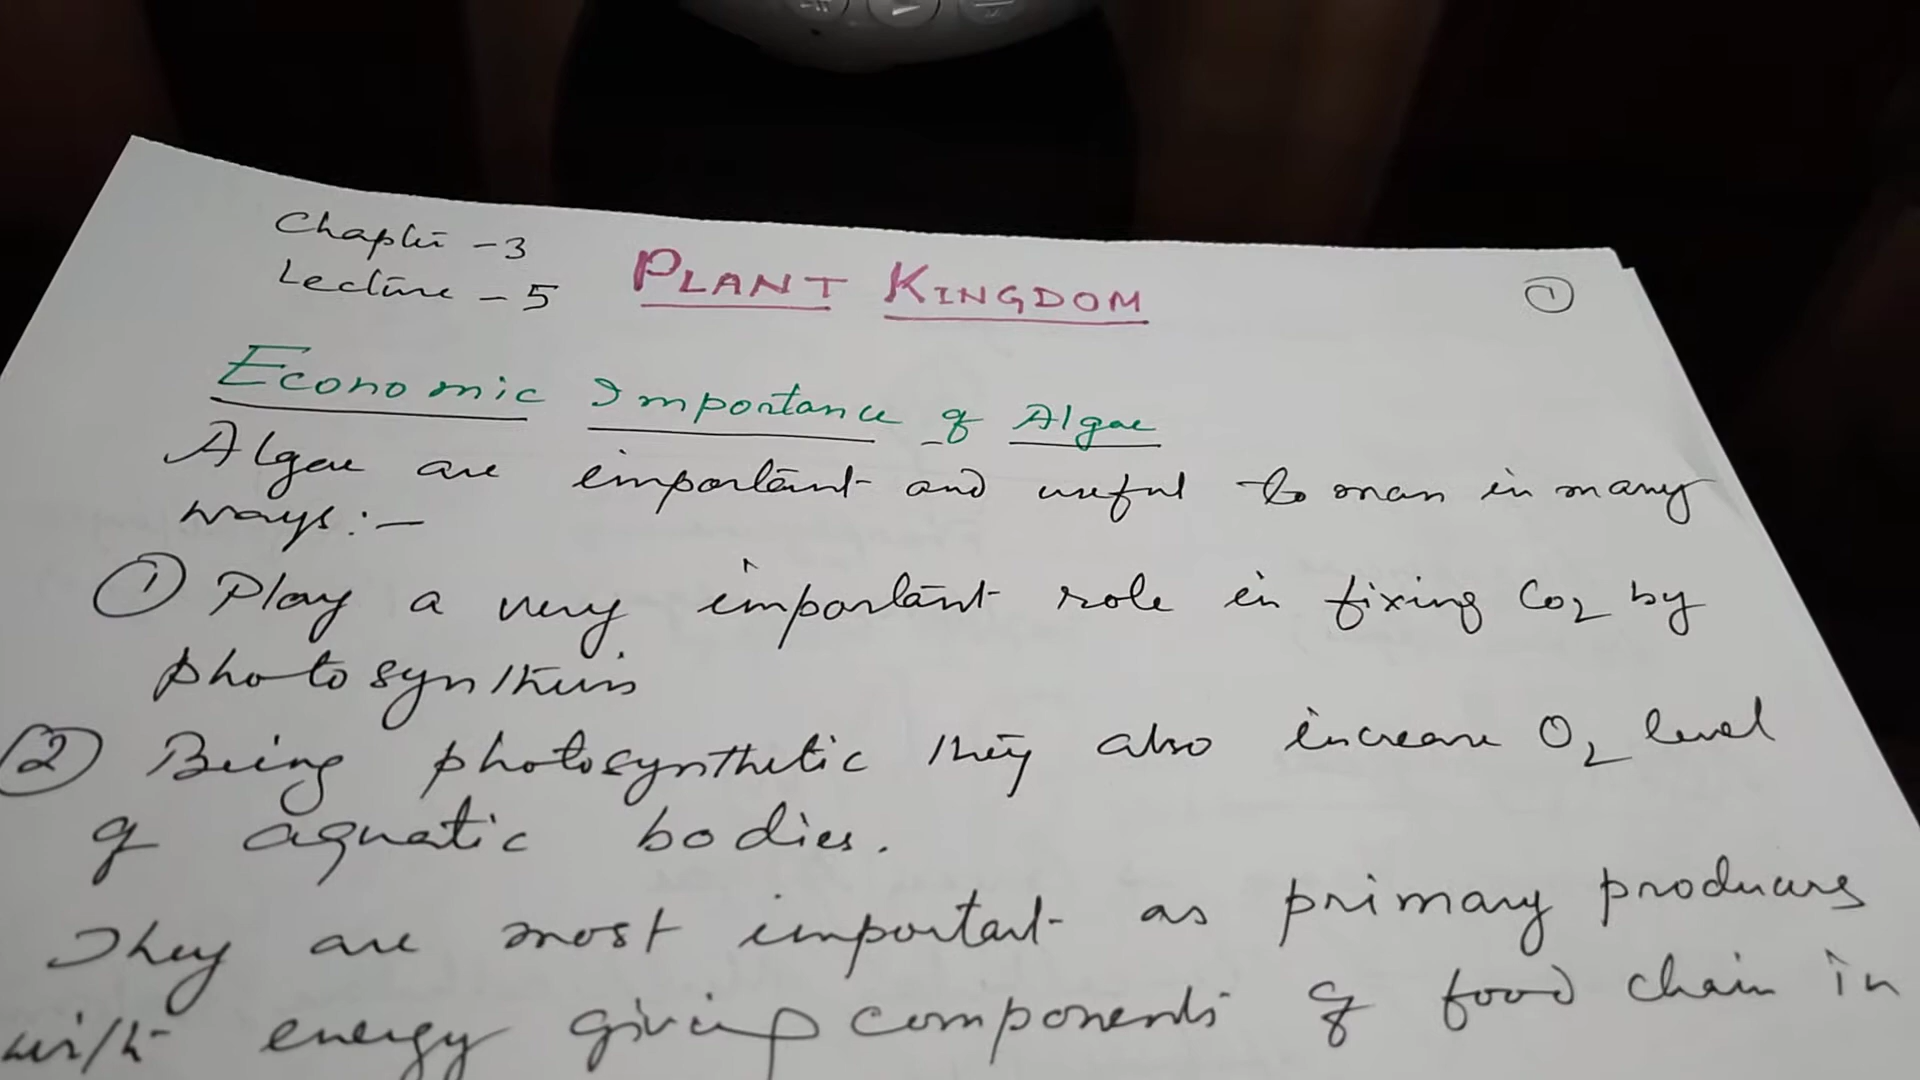 Chapter - 3
Lecture - 5
PLANT KINGDOM
1
Economic Importance of Algae
Algae are important and useful to man in many
ways:-
1 Play a very important role in fixing CO2 by
photosynthesis
2 Being photosynthetic they also increase O2 level
of aquatic bodies.
They are most important as primary producers
with energy giving components of food chain in